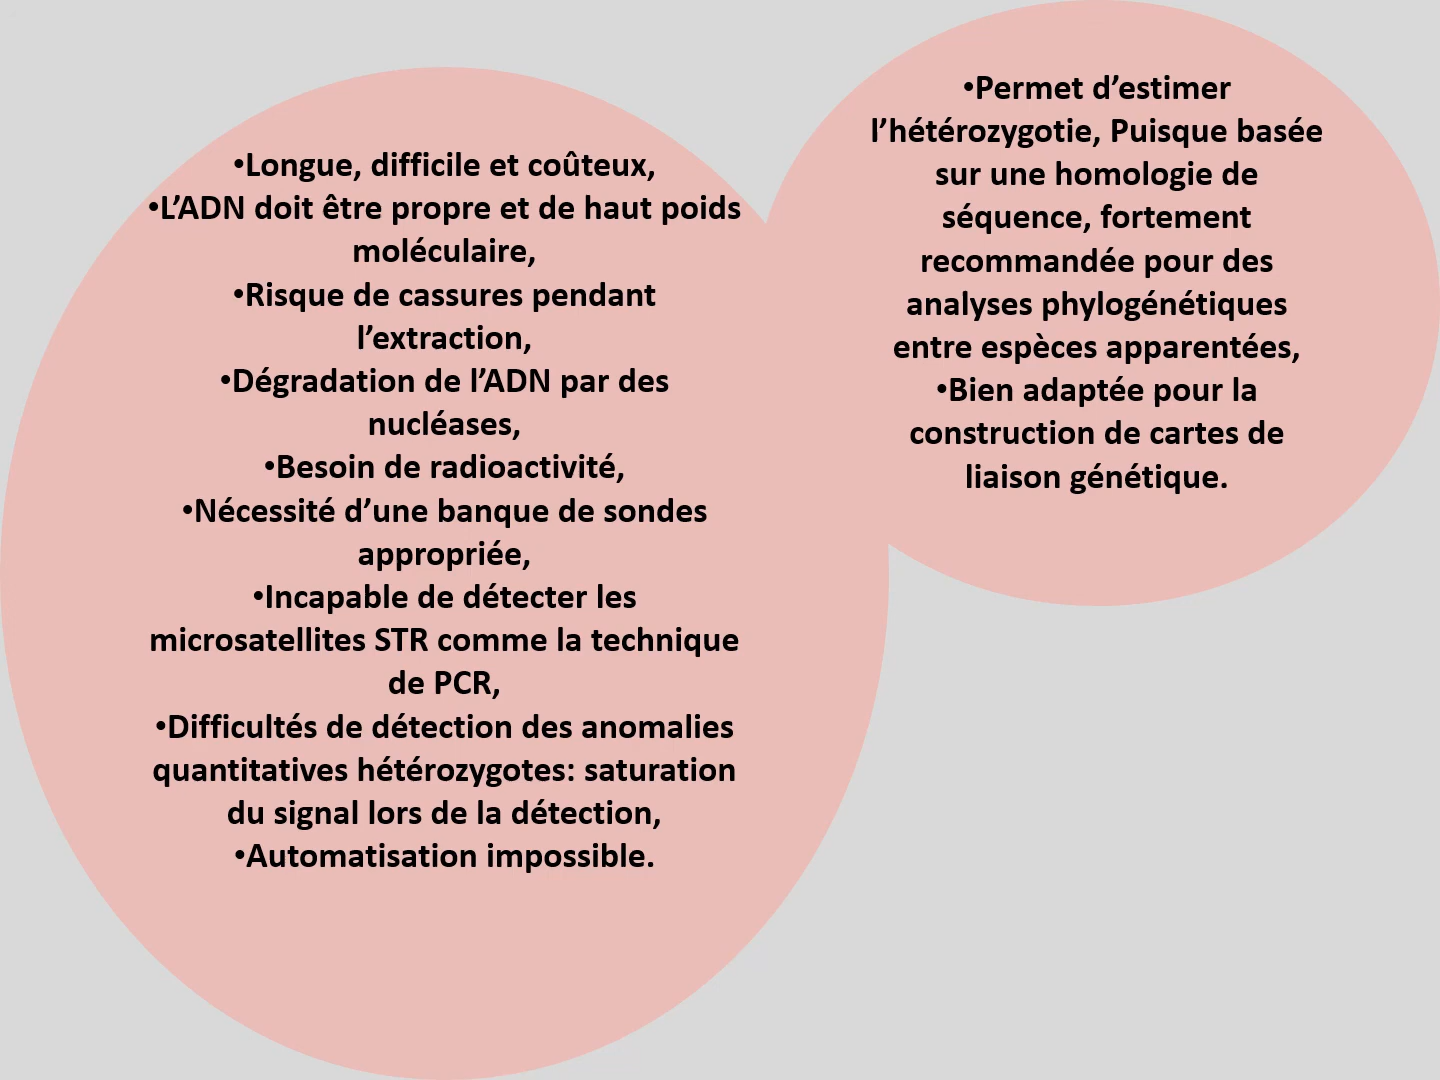 •Longue, difficile et coûteux,
•L’ADN doit être propre et de haut poids
moléculaire,
•Risque de cassures pendant
l’extraction,
•Dégradation de l’ADN par des
nucléases,
•Besoin de radioactivité,
•Nécessité d’une banque de sondes
appropriée,
•Incapable de détecter les
microsatellites STR comme la technique
de PCR,
•Difficultés de détection des anomalies
quantitatives hétérozygotes: saturation
du signal lors de la détection,
•Automatisation impossible.
•Permet d’estimer
l’hétérozygotie, Puisque basée
sur une homologie de
séquence, fortement
recommandée pour des
analyses phylogénétiques
entre espèces apparentées,
•Bien adaptée pour la
construction de cartes de
liaison génétique.